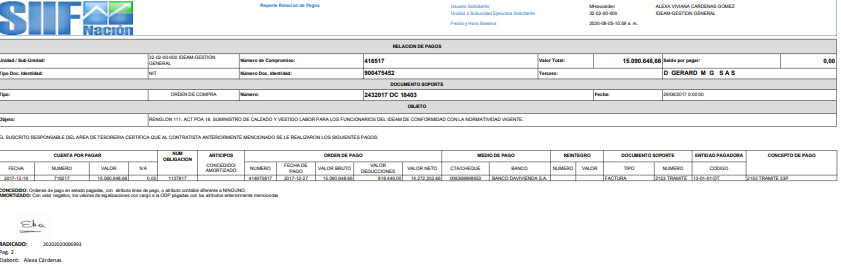 SIIF Nación
Reporte Relación de Pagos
Usuario Solicitante: MHavcarden ALEXA VIVIANA CARDENAS GOMEZ
Unidad ó Subunidad Ejecutora Solicitante: 32-02-00-000 IDEAM-GESTION GENERAL
Fecha y Hora Sistema: 2020-08-05-10:59 a. m.
RELACION DE PAGOS
Unidad / Sub-Unidad: 32-02-00-000 IDEAM-GESTION GENERAL Número de Compromiso: 416517 Valor Total: 15.090.648,66 Saldo por pagar: 0,00
Tipo Doc. Identidad: NIT Número Doc. Identidad: 900475452 Tercero: D GERARD M G S A S
DOCUMENTO SOPORTE
Tipo: ORDEN DE COMPRA Número: 2432017 OC 18403 Fecha: 29/08/2017 0:00:00
OBJETO
Objeto: RENGLON 111, ACT POA 18, SUMINISTRO DE CALZADO Y VESTIDO LABOR PARA LOS FUNCIONARIOS DEL IDEAM DE CONFORMIDAD CON LA NORMATIVIDAD VIGENTE.
EL SUSCRITO RESPONSABLE DEL AREA DE TESORERIA CERTIFICA QUE AL CONTRATISTA ANTERIORMENTE MENCIONADO SE LE REALIZARON LOS SIGUIENTES PAGOS:
CUENTA POR PAGAR NUM OBLIGACION ANTICIPOS ORDEN DE PAGO MEDIO DE PAGO REINTEGRO DOCUMENTO SOPORTE ENTIDAD PAGADORA CONCEPTO DE PAGO
FECHA NUMERO VALOR IVA CONCEDIDO/ AMORTIZADO NUMERO FECHA DE PAGO VALOR BRUTO VALOR DEDUCCIONES VALOR NETO CTA/CHEQUE BANCO NUMERO VALOR TIPO NUMERO CODIGO
2017-12-19 716217 15.090.648,66 0,00 1127817 414970817 2017-12-27 15.090.648,66 818.446,00 14.272.202,66 BANCO DAVIVIENDA S.A. FACTURA 2153 TRAMITE 13-01-01-DT 2153 TRAMITE 53P
CONCEDIDO: Ordenes de pago en estado pagadas, con atributo linea de pago, o atributo contable diferente a NINGUNO.
AMORTIZADO: Con valor negativo, los valores de legalizaciones con cargo a la ODP pagadas con los atributos anteriormente mencionadas
RADICADO: 20202020006993
Pag. 2
Elaboró: Alexa Cárdenas